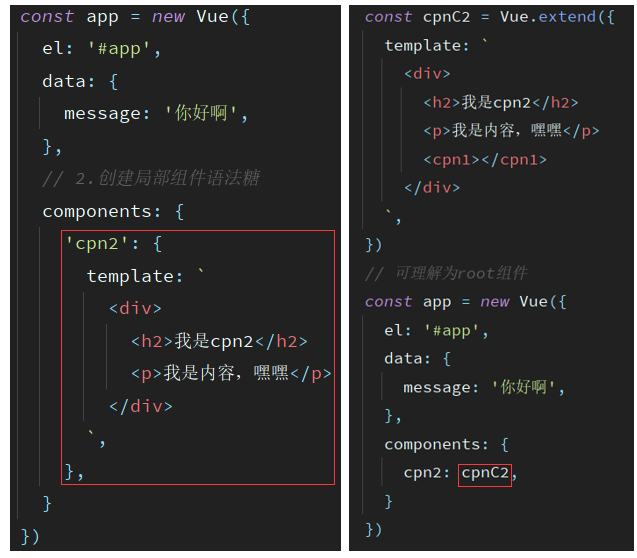 const app = new Vue({
el: '#app',
data: {
message: '你好啊',
},
// 2.创建局部组件语法糖
components: {
'cpn2': {
template: `
<div>
<h2>我是cpn2</h2>
<p>我是内容，嘿嘿</p>
</div>
`,
},
}
})
const cpnC2 = Vue.extend({
template: `
<div>
<h2>我是cpn2</h2>
<p>我是内容，嘿嘿</p>
<cpn1></cpn1>
</div>
`,
})
// 可理解为root组件
const app = new Vue({
el: '#app',
data: {
message: '你好啊',
},
components: {
cpn2: cpnC2,
}
})